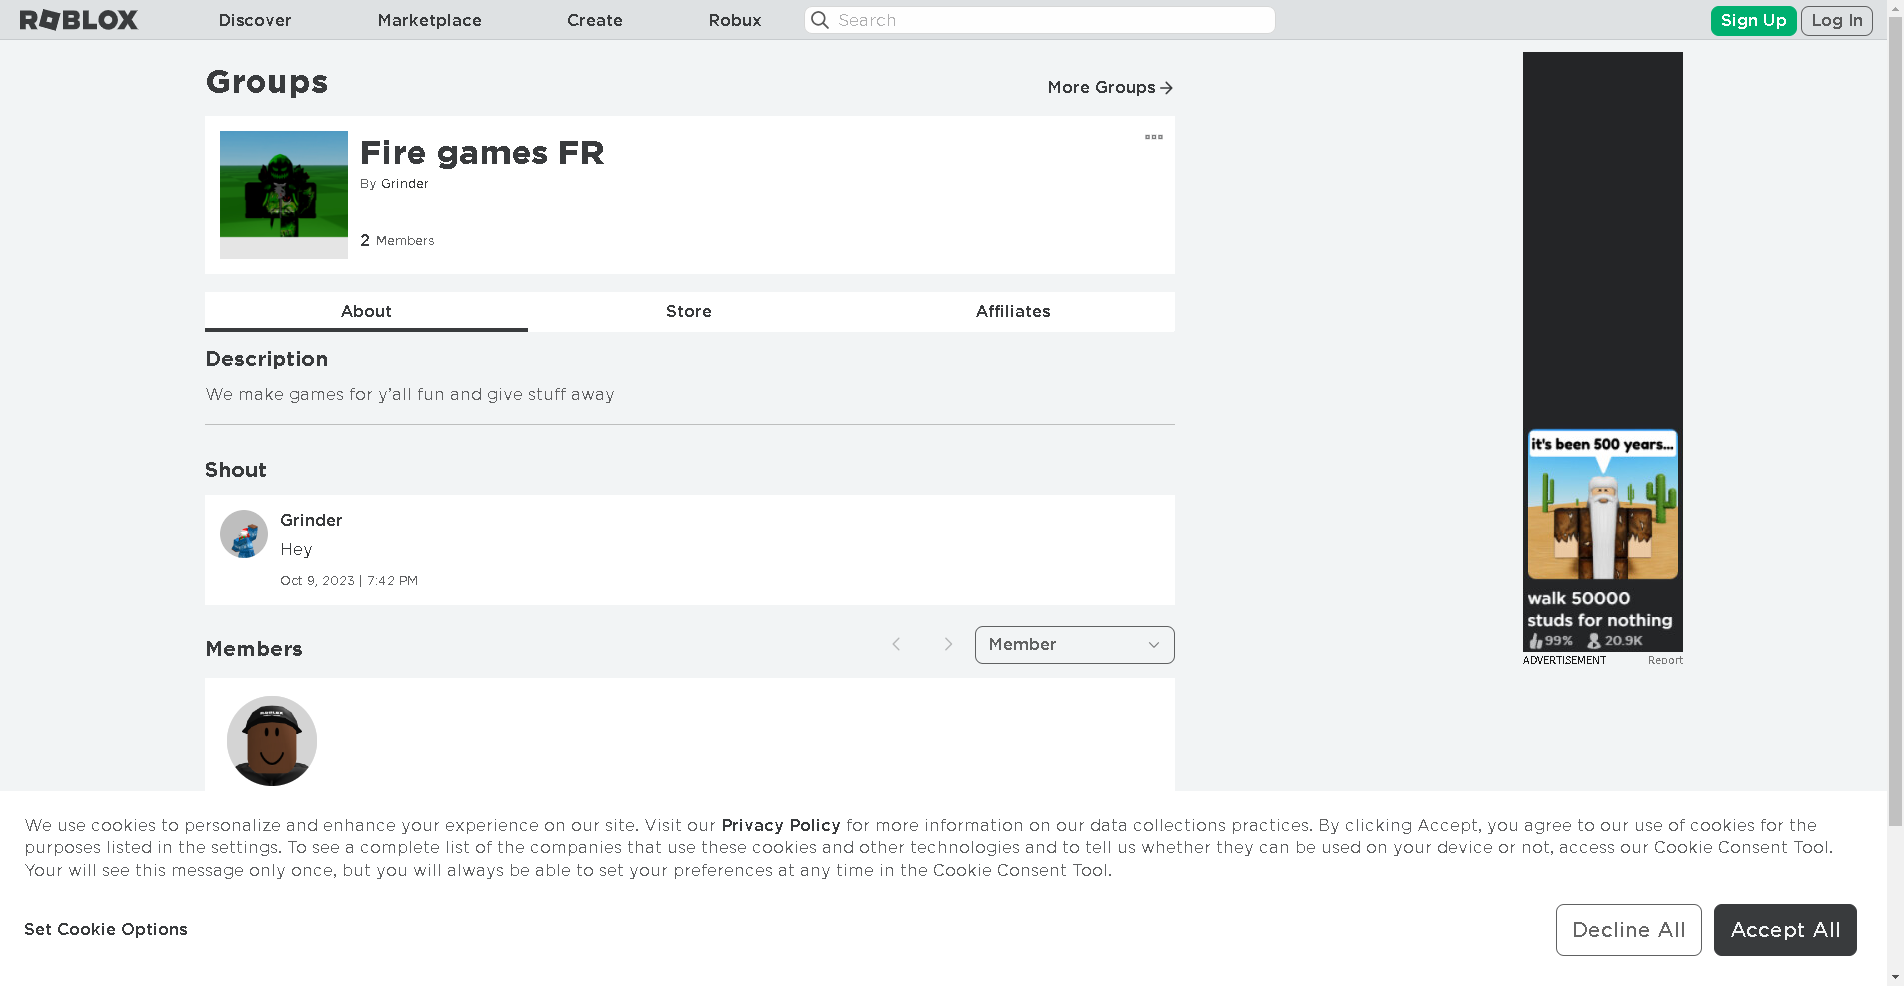 ROBLOX Discover Marketplace Create Robux Search Sign Up Log In
Groups
More Groups
Fire games FR
By Grinder
2 Members
About Store Affiliates
Description
We make games for y'all fun and give stuff away
Shout
Grinder
Hey
Oct 9, 2023 | 7:42 PM
Members
Member
it's been 500 years...
walk 50000
studs for nothing
99% 20.9K
ADVERTISEMENT Report
ROBLOX
We use cookies to personalize and enhance your experience on our site. Visit our Privacy Policy for more information on our data collections practices. By clicking Accept, you agree to our use of cookies for the
purposes listed in the settings. To see a complete list of the companies that use these cookies and other technologies and to tell us whether they can be used on your device or not, access our Cookie Consent Tool.
Your will see this message only once, but you will always be able to set your preferences at any time in the Cookie Consent Tool.
Set Cookie Options
Decline All
Accept All